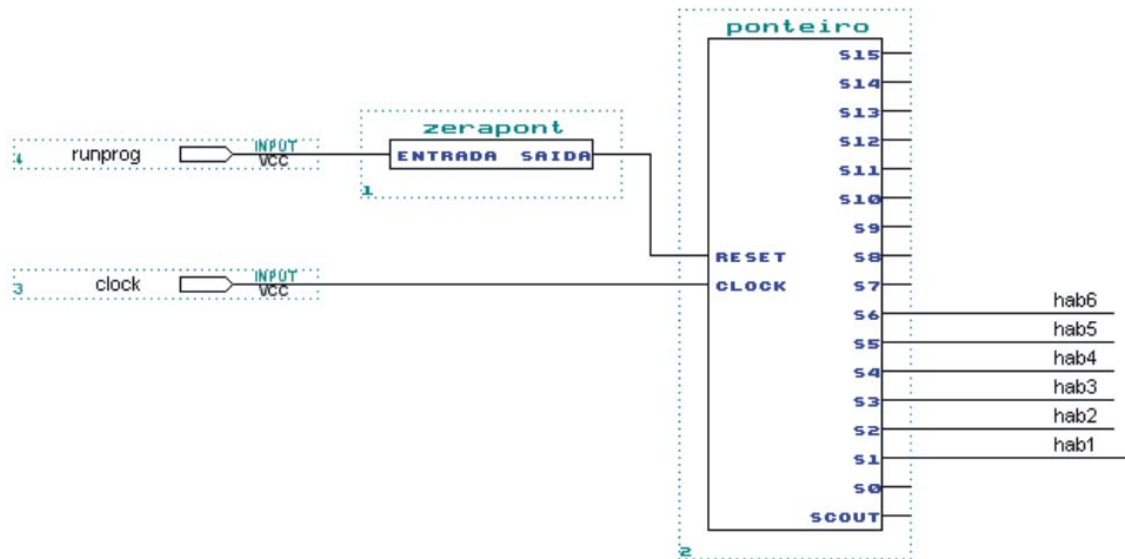 ponteiro
S15
S14
zerapont
S13
runprog INPUT VCC
ENTRADA SAIDA
S12
4
S11
1
S10
S9
RESET
S8
clock INPUT VCC
CLOCK
S7
3
S6 hab6
S5 hab5
S4 hab4
S3 hab3
S2 hab2
S1 hab1
S0
SCOUT
2